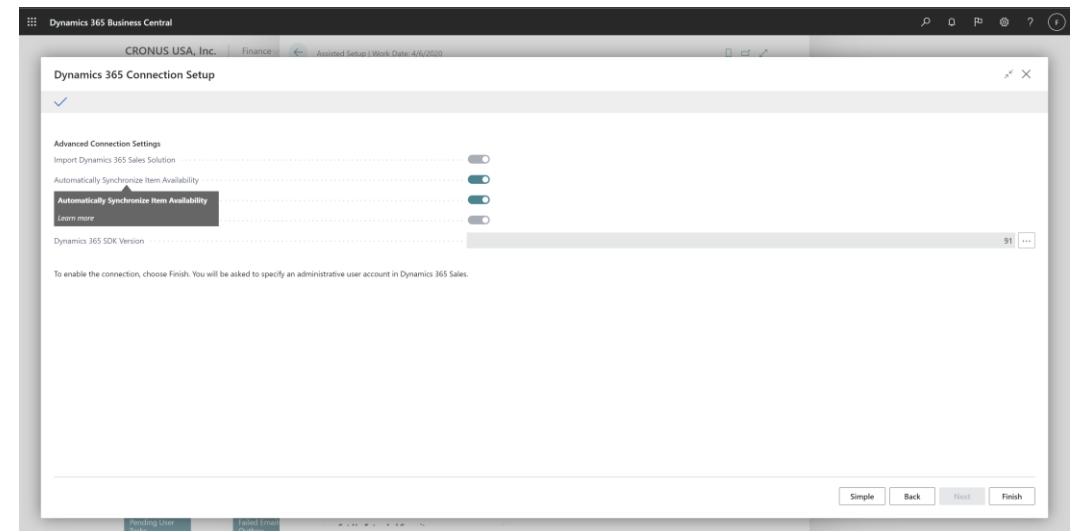 Dynamics 365 Business Central
CRONUS USA, Inc.
Finance
Assisted Setup | Work Date: 4/6/2020
Dynamics 365 Connection Setup
Advanced Connection Settings
Import Dynamics 365 Sales Solution
Automatically Synchronize Item Availability
Automatically Synchronize Item Availability
Learn more
Dynamics 365 SDK Version
91
To enable the connection, choose Finish. You will be asked to specify an administrative user account in Dynamics 365 Sales.
Simple
Back
Next
Finish
Pending User
Tasks
Failed Email